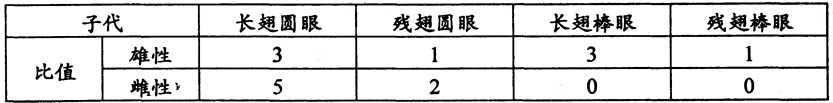 子代 长翅圆眼 残翅圆眼 长翅棒眼 残翅棒眼
比值 雄性 3 1 3 1
雌性 5 2 0 0